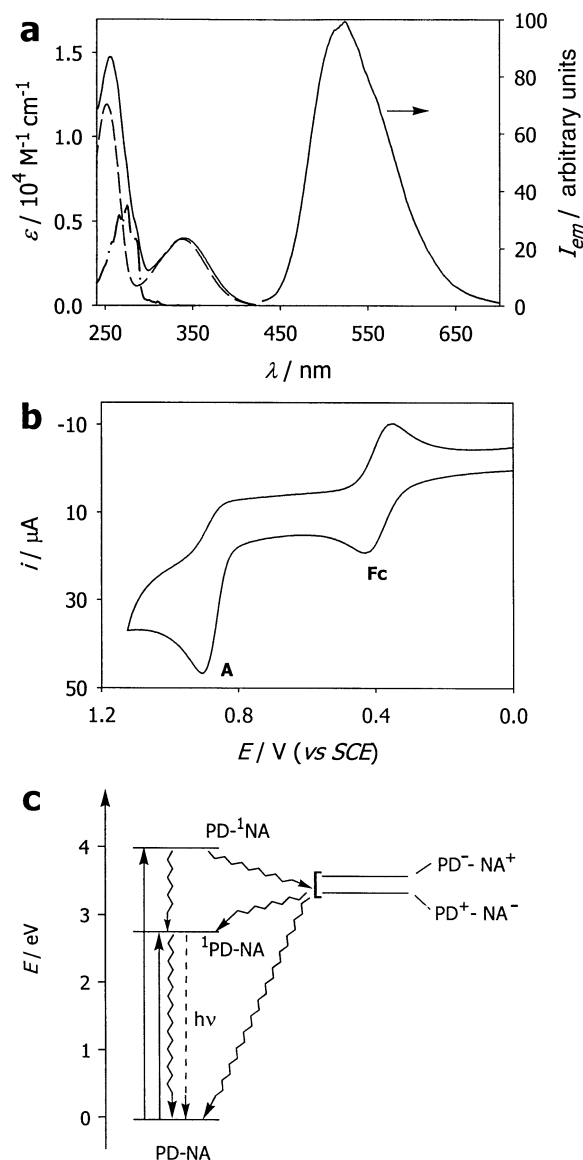 a
ε / 10⁴ M⁻¹ cm⁻¹
1.5
1.0
0.5
0.0
250
350
450
550
650
λ / nm
100
80
60
40
20
0
I_em / arbitrary units
b
i / μA
-10
10
30
50
Fc
A
1.2
0.8
0.4
0.0
E / V (vs SCE)
c
E / eV
4
3
2
1
0
PD-¹NA
PD⁻- NA⁺
PD⁺- NA⁻
¹PD-NA
hν
PD-NA